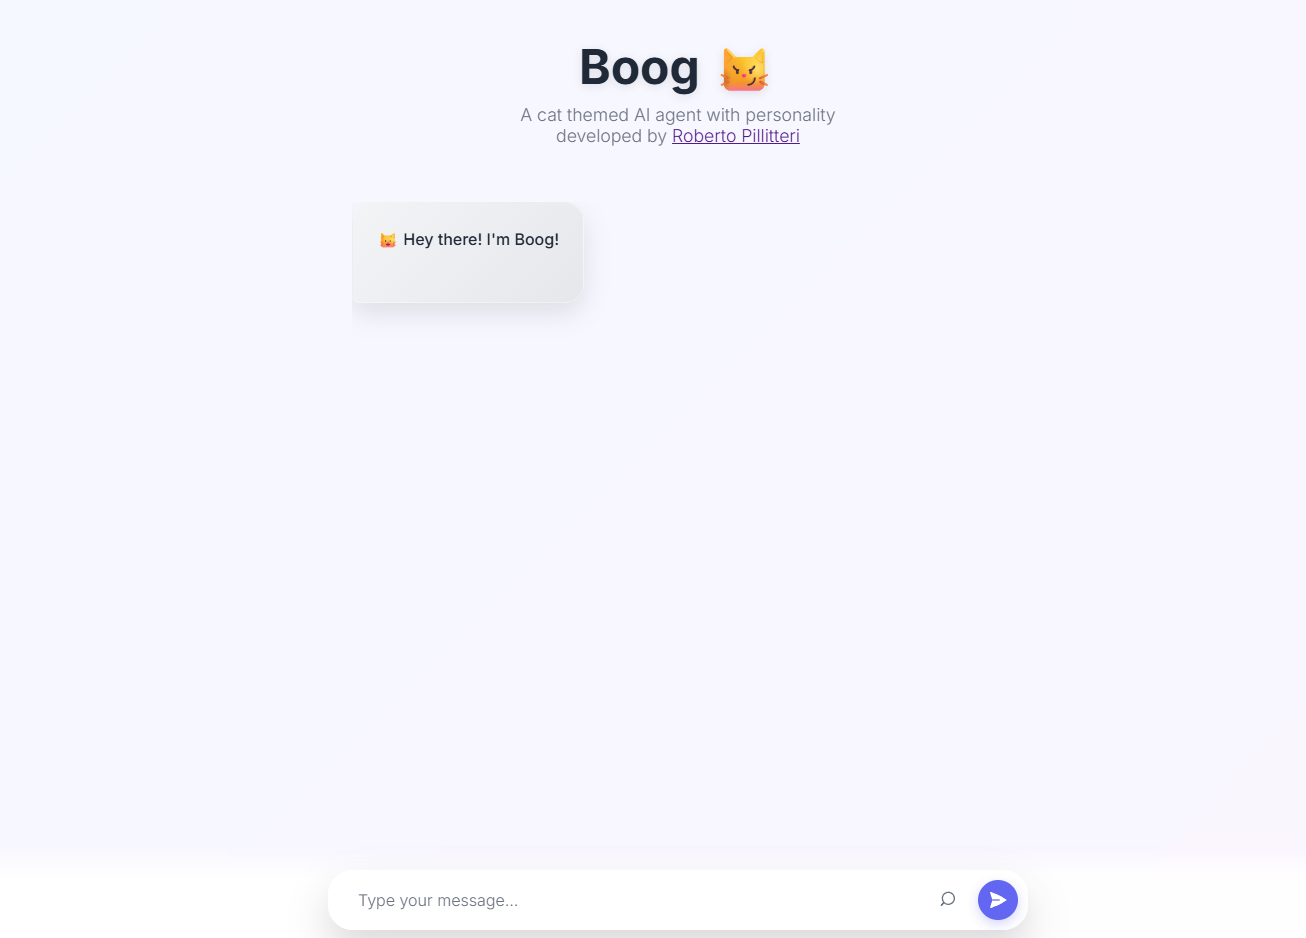 Boog 😼
A cat themed AI agent with personality
developed by Roberto Pillitteri
😺 Hey there! I'm Boog!
Type your message...